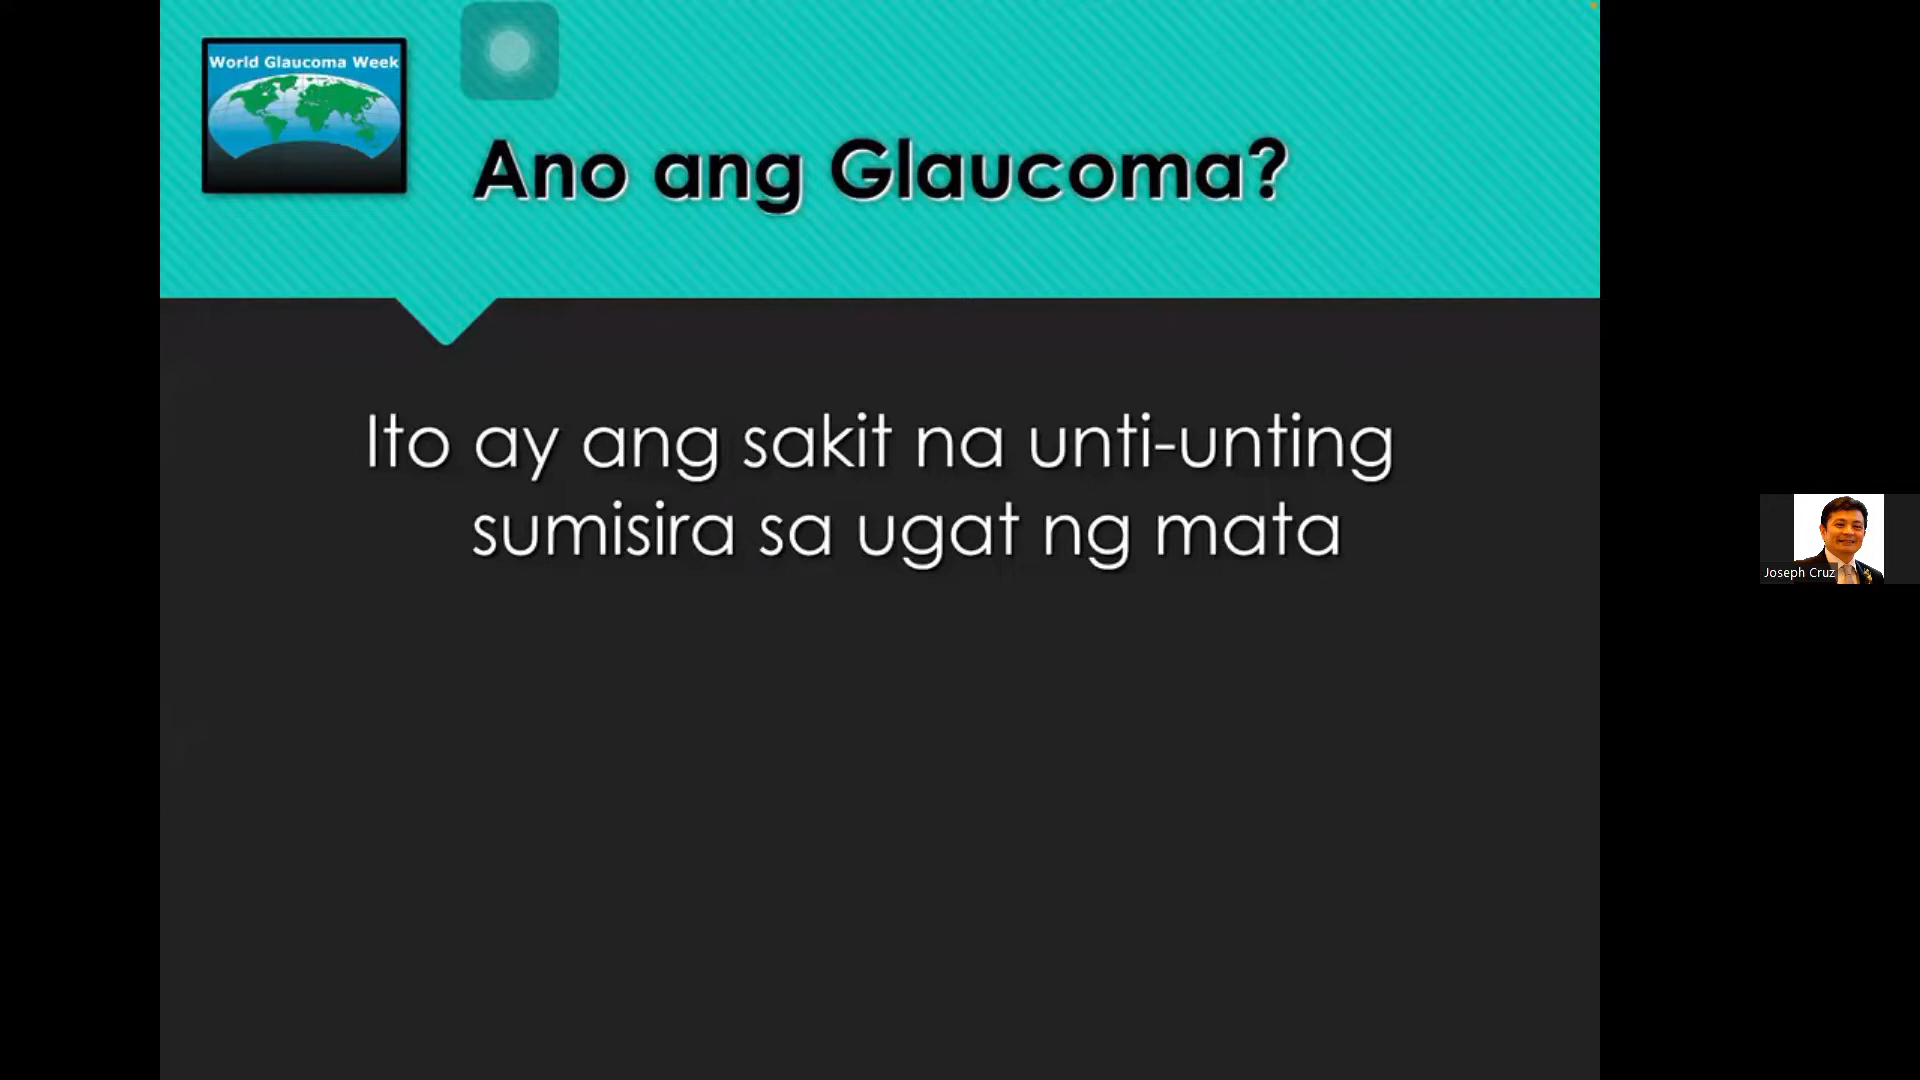 World Glaucoma Week
Ano ang Glaucoma?
Ito ay ang sakit na unti-unting
sumisira sa ugat ng mata
Joseph Cruz